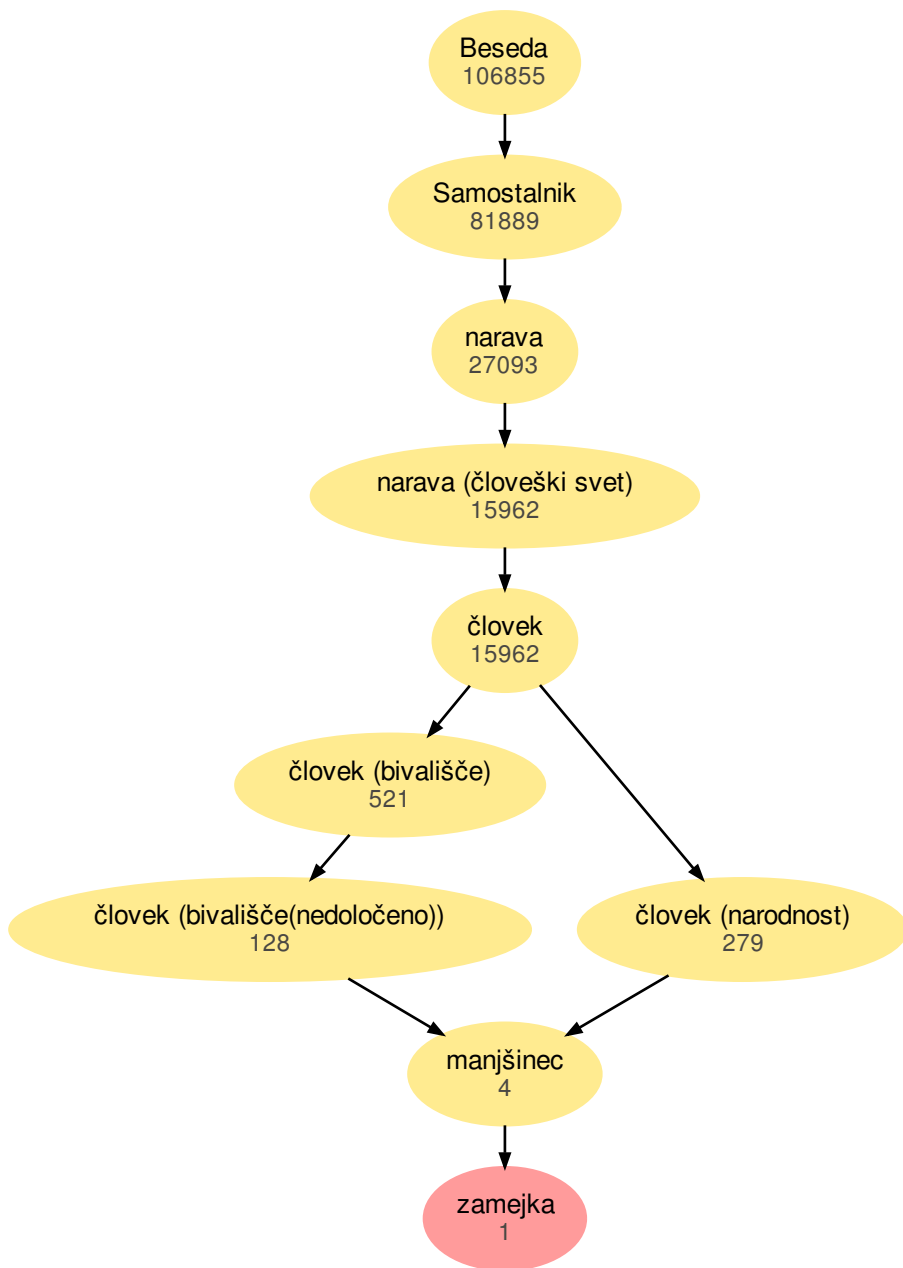 Beseda
106855
Samostalnik
81889
narava
27093
narava (človeški svet)
15962
človek
15962
človek (bivališče)
521
človek (bivališče(nedoločeno))
128
človek (narodnost)
279
manjšinec
4
zamejka
1